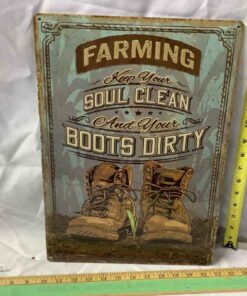 FARMING
Keep Your
SOUL CLEAN
And Your
BOOTS DIRTY